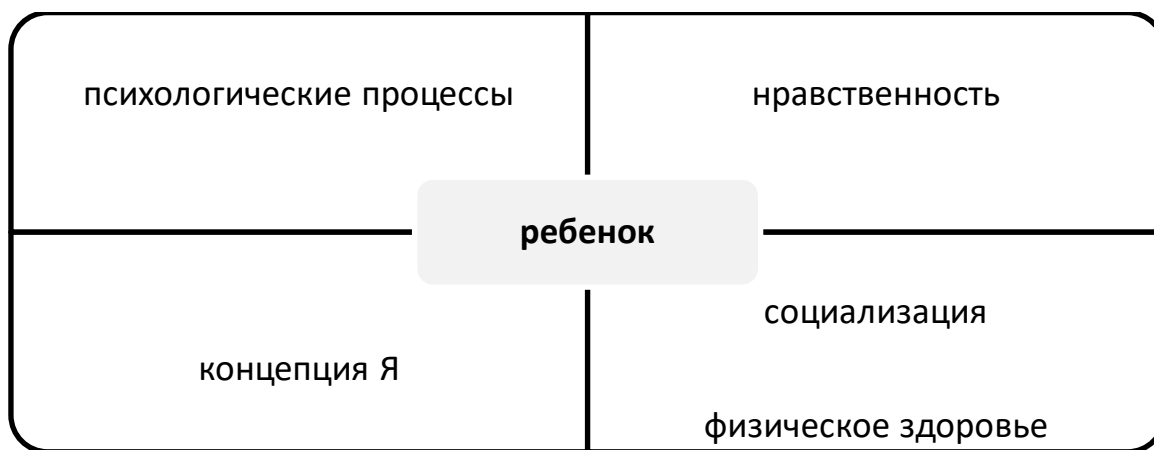 психологические процессы
нравственность
ребенок
концепция Я
социализация
физическое здоровье